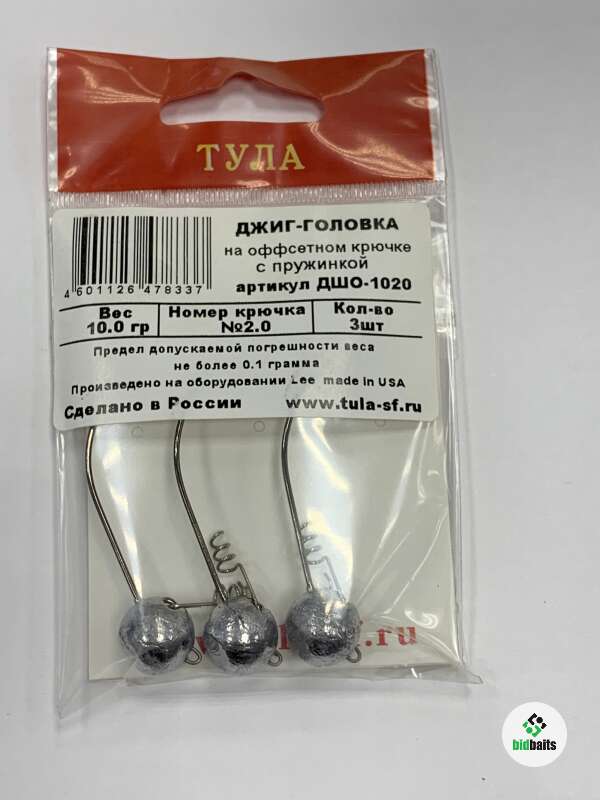 ТУЛА
ДЖИГ-ГОЛОВКА
на оффсетном крючке
с пружинкой
артикул ДШО-1020
4 601126 478337
Вес Номер крючка Кол-во
10.0 гр №2.0 3шт
Предел допускаемой погрешности веса
не более 0.1 грамма
Произведено на оборудовании Lee made in USA
Сделано в России www.tula-sf.ru
.ru
bidbaits